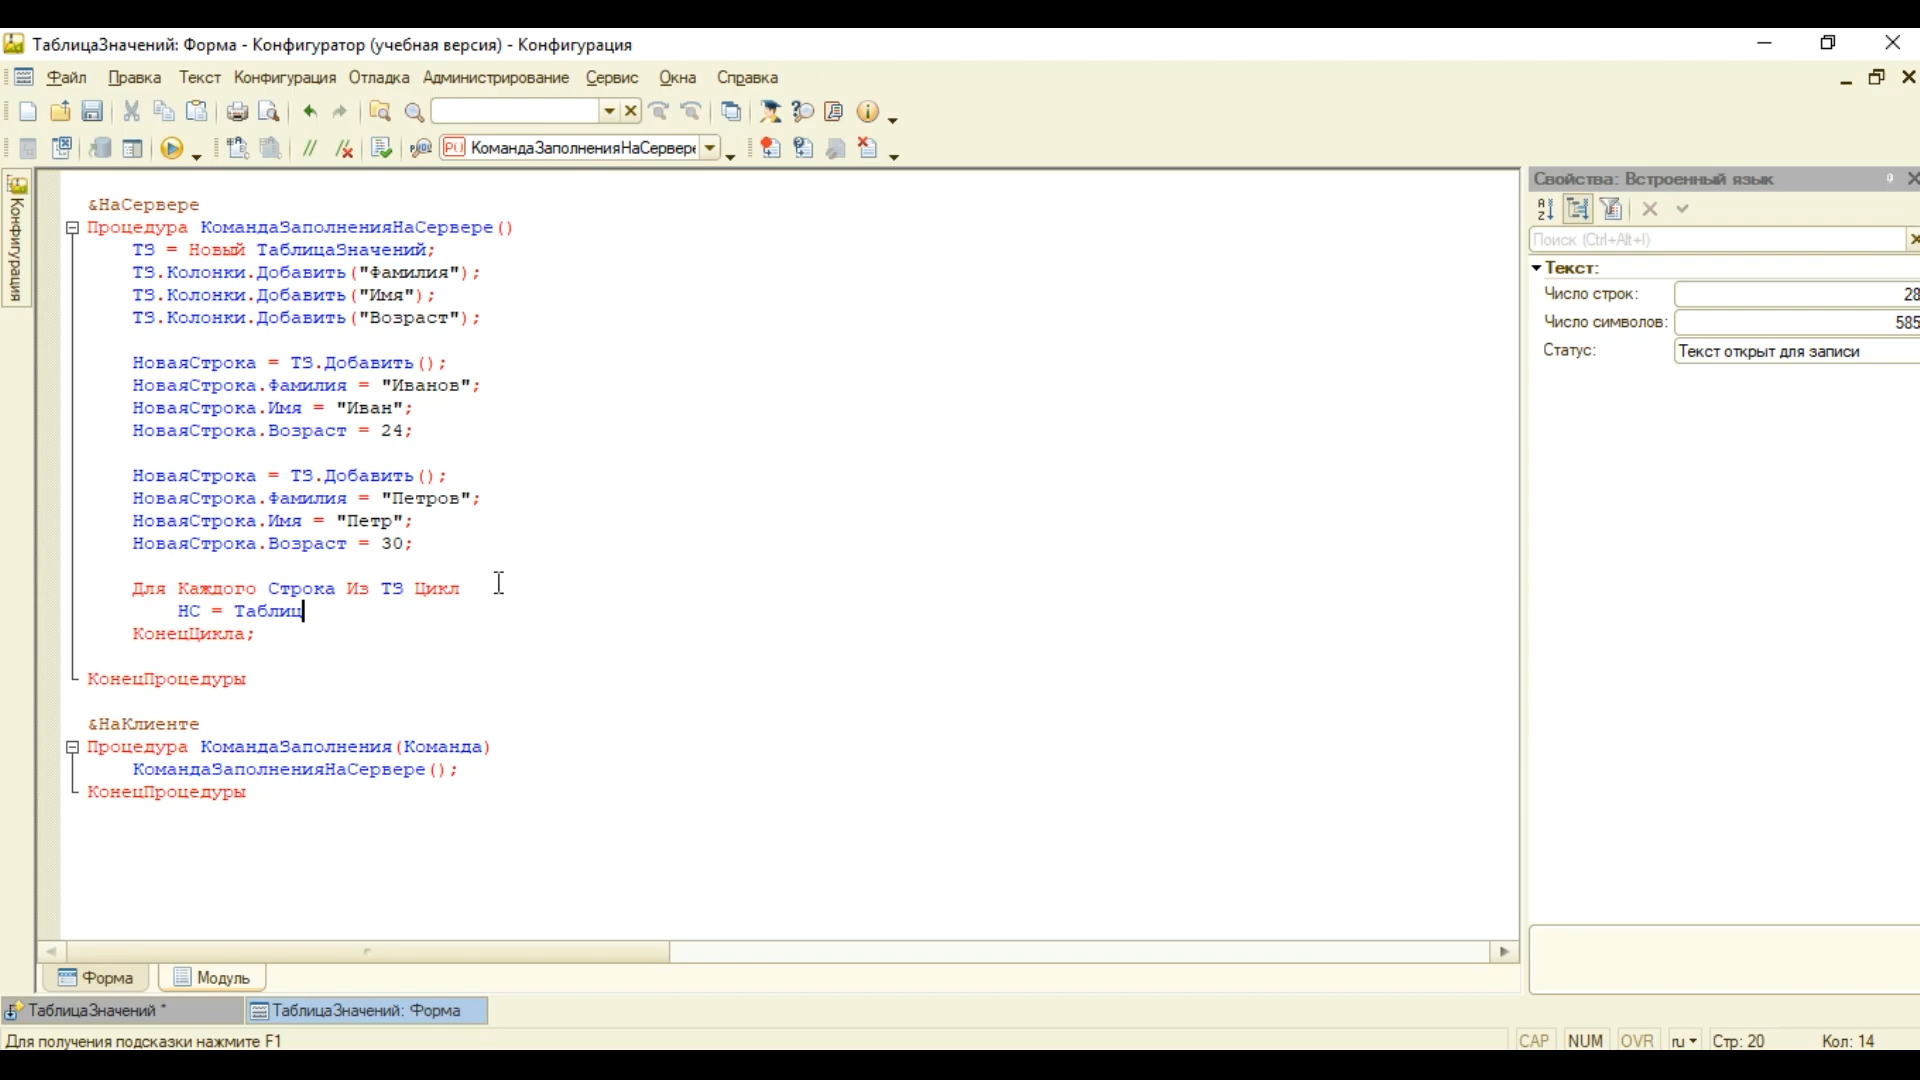 ТаблицаЗначений: Форма - Конфигуратор (учебная версия) - Конфигурация
Файл Правка Текст Конфигурация Отладка Администрирование Сервис Окна Справка
КомандаЗаполненияНаСервере
Конфигурация
&НаСервере
Процедура КомандаЗаполненияНаСервере()
ТЗ = Новый ТаблицаЗначений;
ТЗ.Колонки.Добавить("Фамилия");
ТЗ.Колонки.Добавить("Имя");
ТЗ.Колонки.Добавить("Возраст");
НоваяСтрока = ТЗ.Добавить();
НоваяСтрока.Фамилия = "Иванов";
НоваяСтрока.Имя = "Иван";
НоваяСтрока.Возраст = 24;
НоваяСтрока = ТЗ.Добавить();
НоваяСтрока.Фамилия = "Петров";
НоваяСтрока.Имя = "Петр";
НоваяСтрока.Возраст = 30;
Для Каждого Строка Из ТЗ Цикл
НС = Таблиц
КонецЦикла;
КонецПроцедуры
&НаКлиенте
Процедура КомандаЗаполнения(Команда)
КомандаЗаполненияНаСервере();
КонецПроцедуры
Свойства: Встроенный язык
Поиск (Ctrl+Alt+I)
Текст:
Число строк: 28
Число символов: 585
Статус: Текст открыт для записи
Форма Модуль
ТаблицаЗначений * ТаблицаЗначений: Форма
Для получения подсказки нажмите F1 CAP NUM OVR ru Стр: 20 Кол: 14